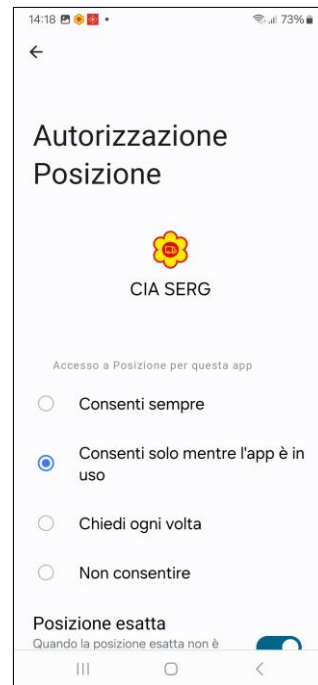 14:18
73%
Autorizzazione
Posizione
CIA SERG
Accesso a Posizione per questa app
Consenti sempre
Consenti solo mentre l'app è in
uso
Chiedi ogni volta
Non consentire
Posizione esatta
Quando la posizione esatta non è